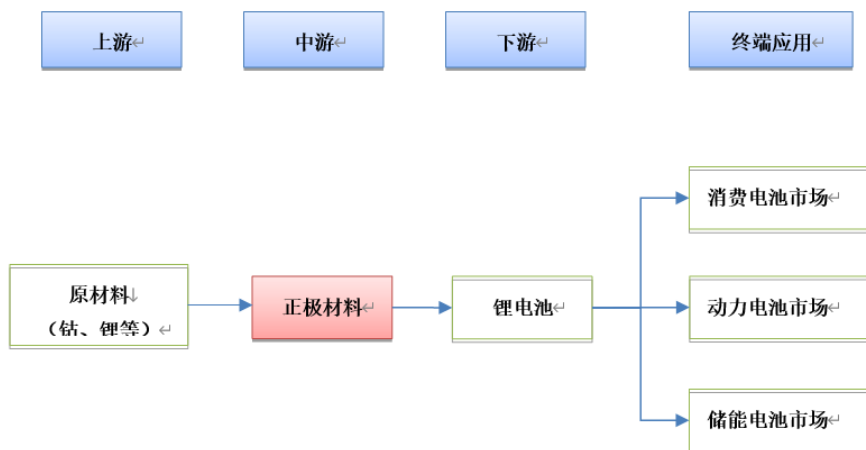 上游
中游
下游
终端应用
消费电池市场
原材料
（钴、锂等）
正极材料
锂电池
动力电池市场
储能电池市场